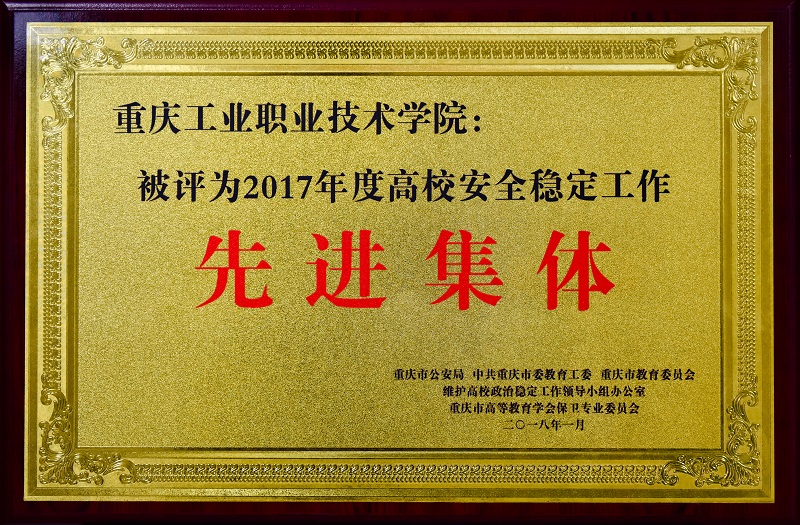 重庆工业职业技术学院：
被评为2017年度高校安全稳定工作
先进集体
重庆市公安局 中共重庆市委教育工委 重庆市教育委员会
维护高校政治稳定工作领导小组办公室
重庆市高等教育学会保卫专业委员会
二〇一八年一月